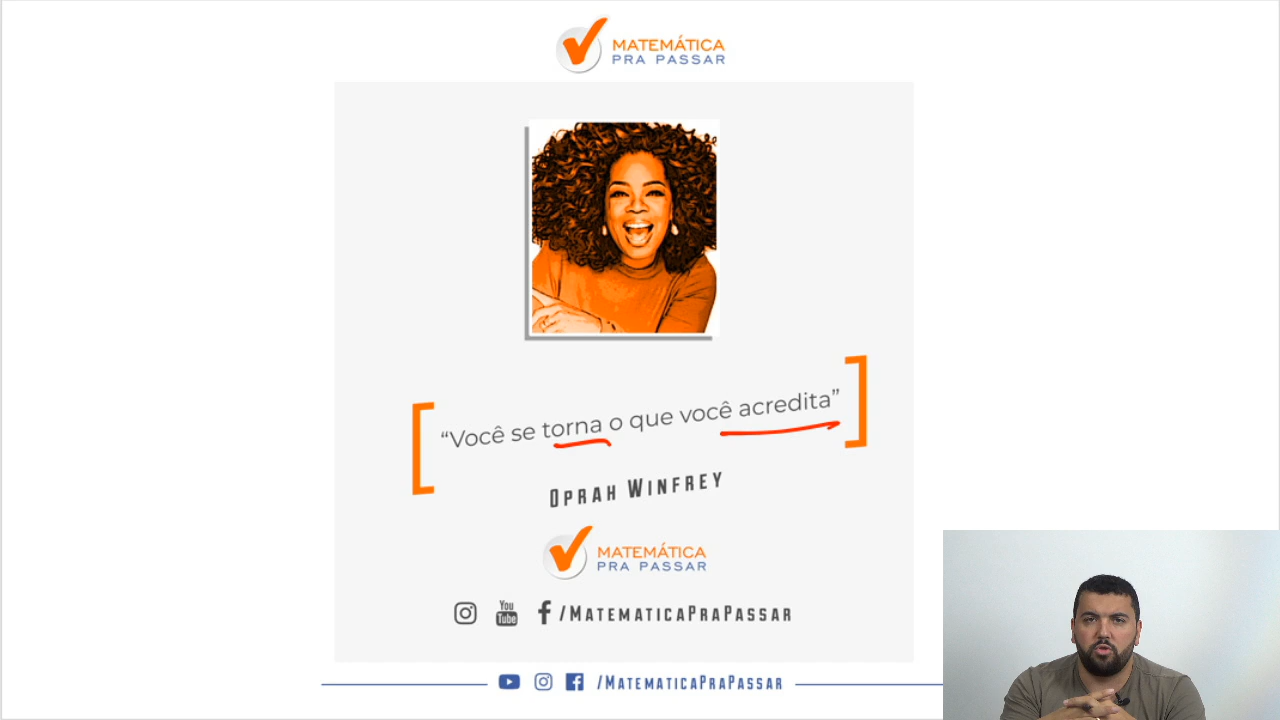 MATEMÁTICA
PRA PASSAR
“Você se torna o que você acredita”
OPRAH WINFREY
MATEMÁTICA
PRA PASSAR
You
Tube
/MATEMATICAPRAPASSAR
/MATEMATICAPRAPASSAR